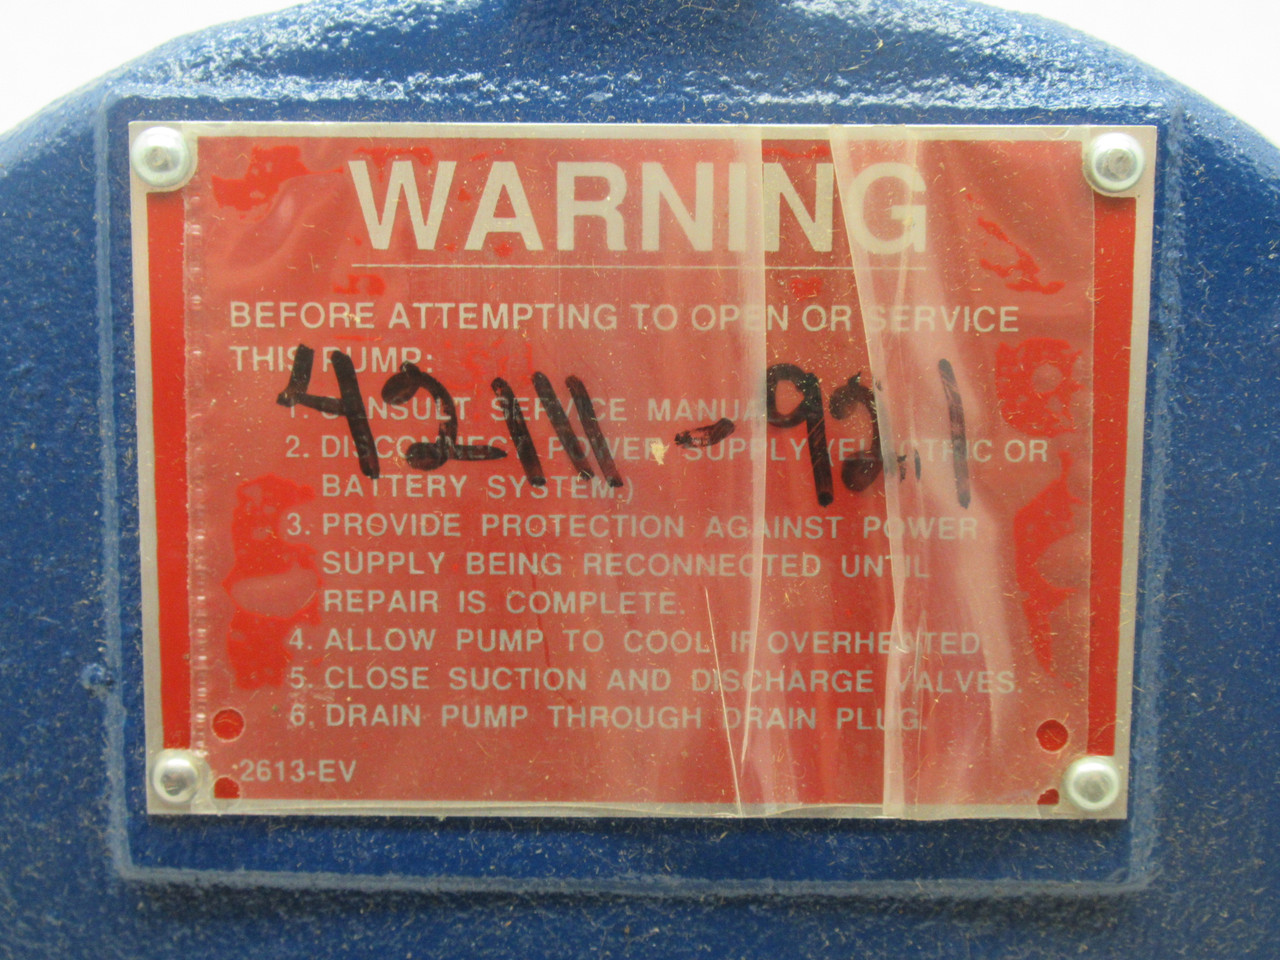 WARNING
BEFORE ATTEMPTING TO OPEN OR SERVICE
THIS PUMP:
42111-92.1
1. CONSULT SERVICE MANUAL
2. DISCONNECT POWER SUPPLY (ELECTRIC OR
BATTERY SYSTEM.)
3. PROVIDE PROTECTION AGAINST POWER
SUPPLY BEING RECONNECTED UNTIL
REPAIR IS COMPLETE.
4. ALLOW PUMP TO COOL IF OVERHEATED.
5. CLOSE SUCTION AND DISCHARGE VALVES.
6. DRAIN PUMP THROUGH DRAIN PLUG.
2613-EV